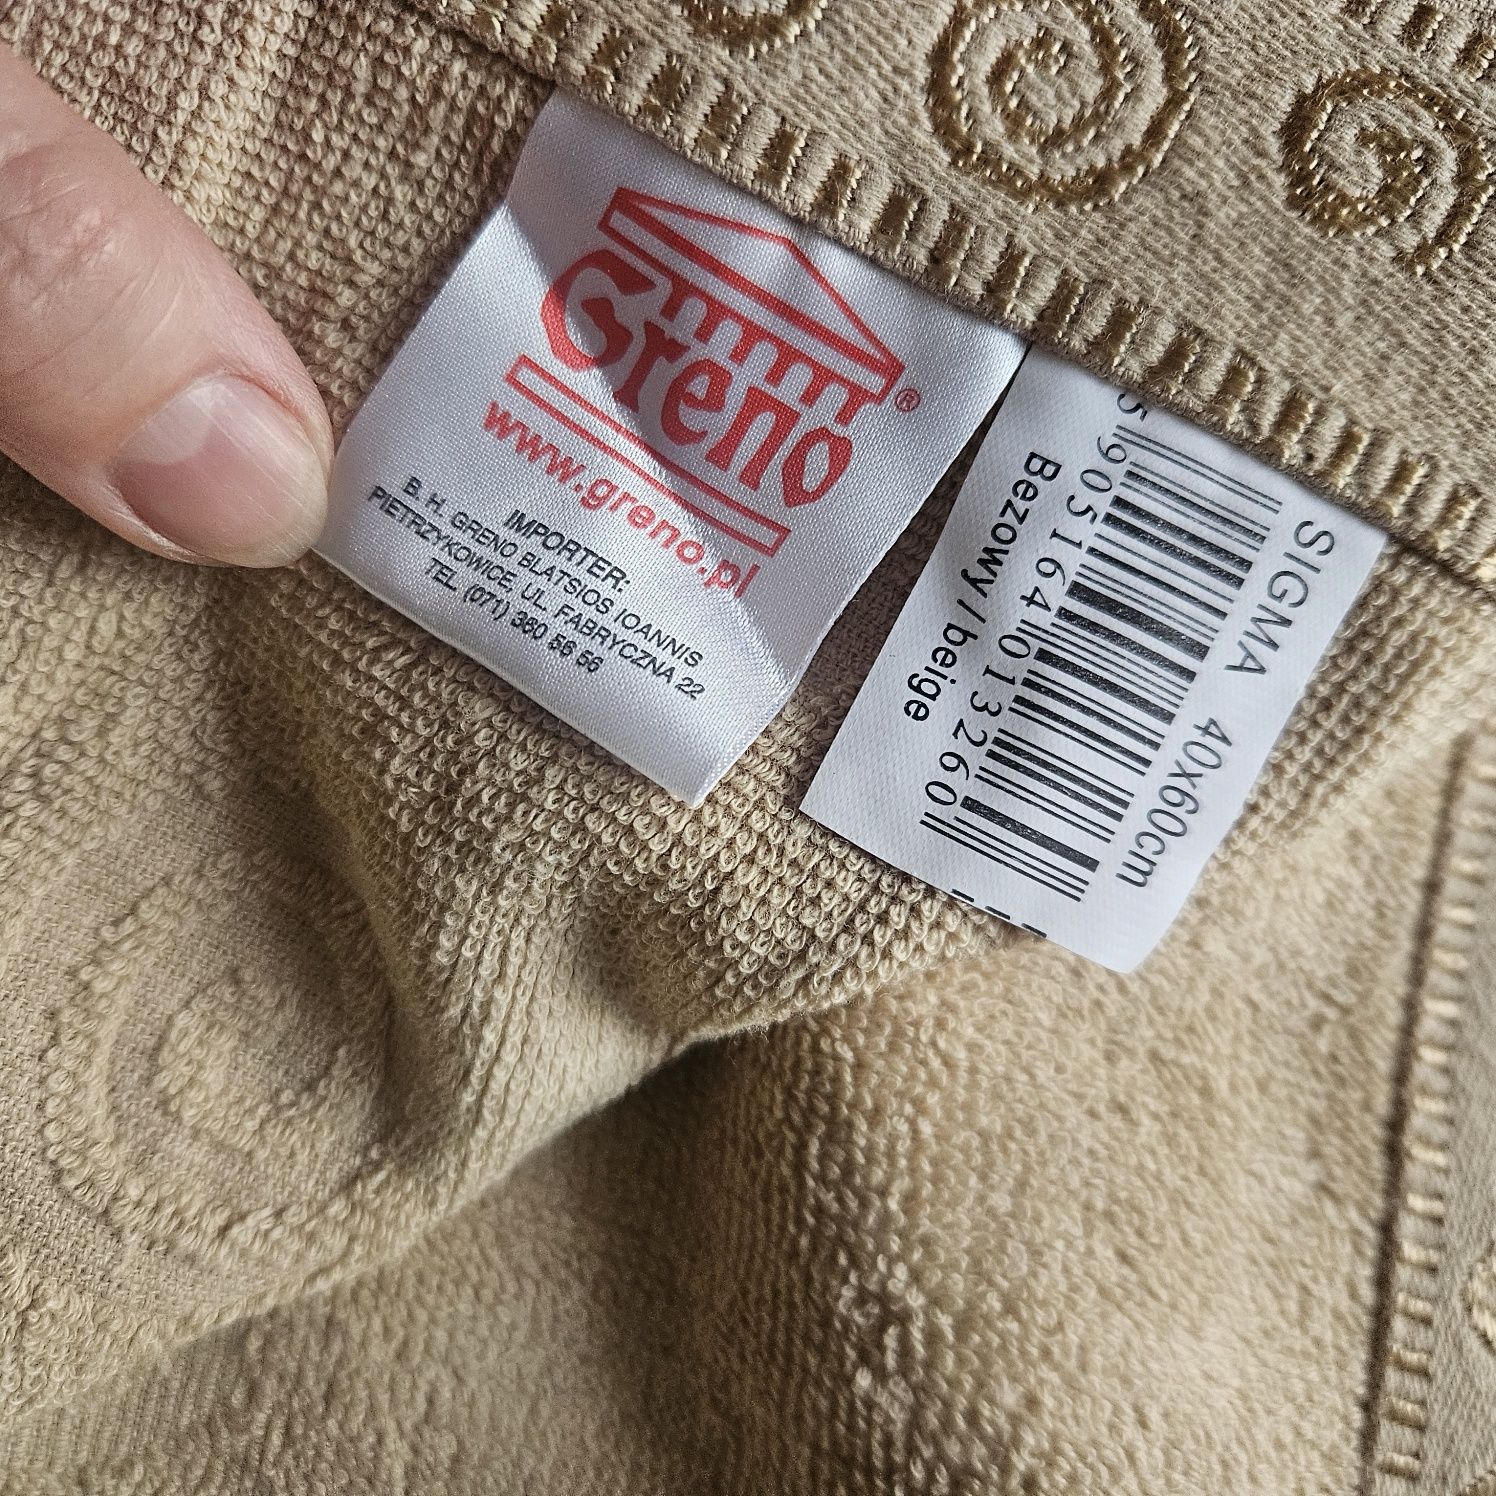 Greno®
www.greno.pl
IMPORTER:
B. H. GRENO BLATSIOS IOANNIS
PIETRZYKOWICE, UL. FABRYCZNA 22
TEL (071) 360 56 56
SIGMA 40x60cm
5 905164 013260
Bezowy / beige